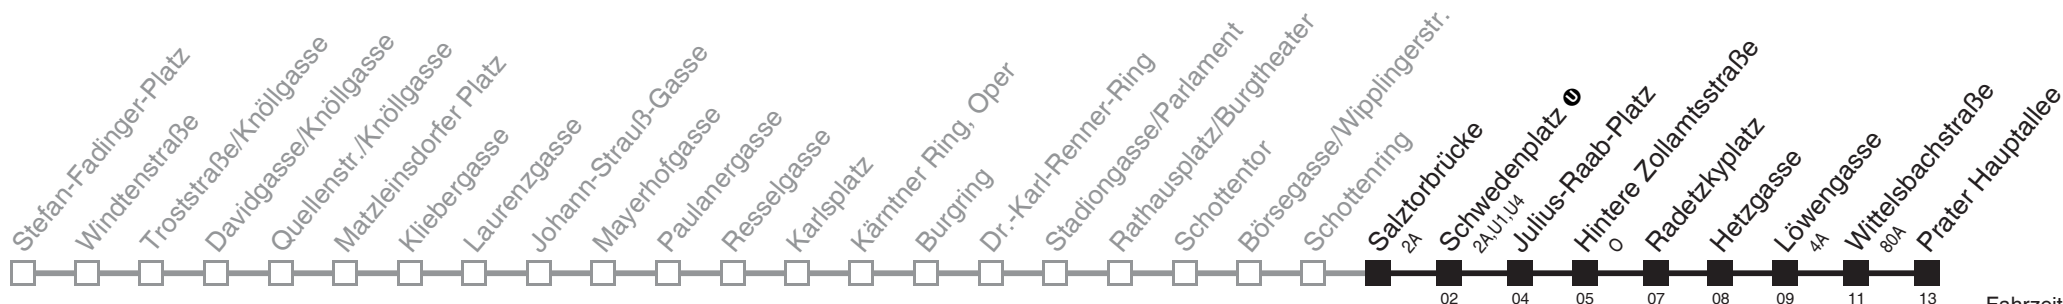 Stefan-Fadinger-Platz
Windtenstraße
Troststraße/Knöllgasse
Davidgasse/Knöllgasse
Quellenstr./Knöllgasse
Matzleinsdorfer Platz
Kliebergasse
Laurenzgasse
Johann-Strauß-Gasse
Mayerhofgasse
Paulanergasse
Resselgasse
Karlsplatz
Kärntner Ring, Oper
Burgring
Dr.-Karl-Renner-Ring
Stadiongasse/Parlament
Rathausplatz/Burgtheater
Schottentor
Börsegasse/Wipplingerstr.
Schottenring
Salztorbrücke
2A
Schwedenplatz U
2A,U1,U4
Julius-Raab-Platz
Hintere Zollamtsstraße
O
Radetzkyplatz
Hetzgasse
Löwengasse
4A
Wittelsbachstraße
80A
Prater Hauptallee
02 04 05 07 08 09 11 13
Fahrzeit